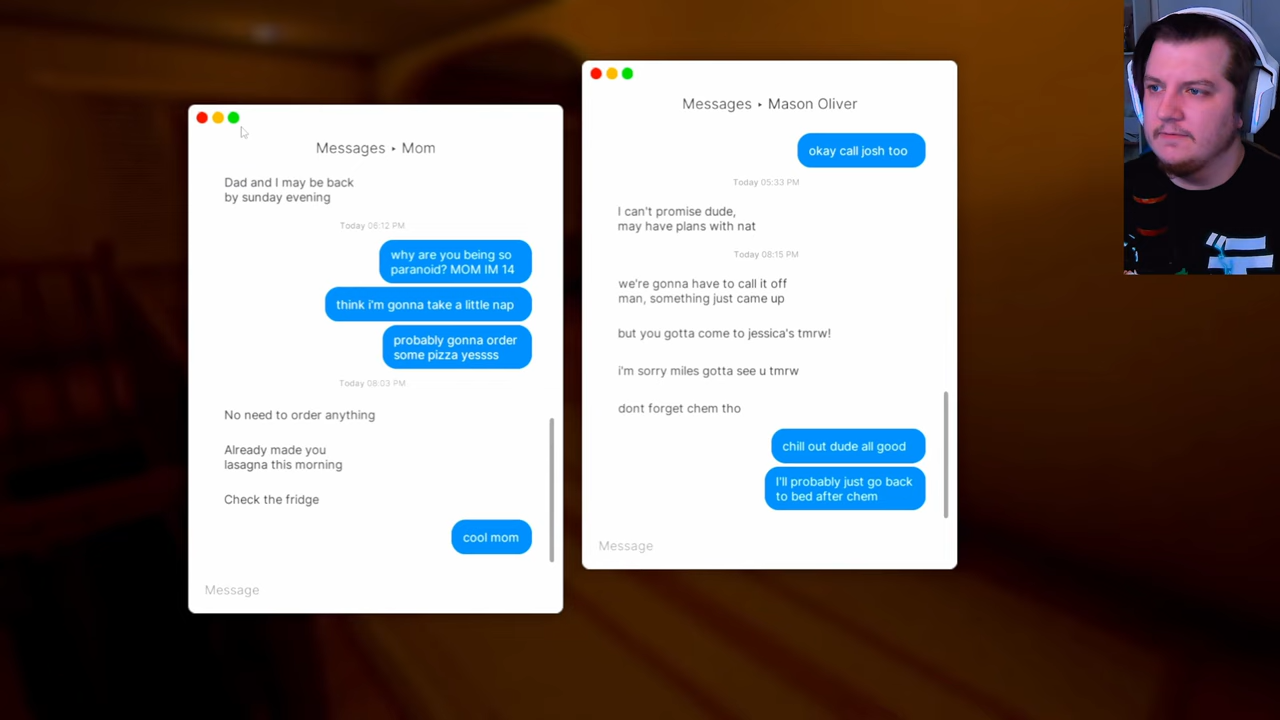 Messages ‣ Mom
Dad and I may be back
by sunday evening
Today 06:12 PM
why are you being so
paranoid? MOM IM 14
think i'm gonna take a little nap
probably gonna order
some pizza yessss
Today 08:03 PM
No need to order anything
Already made you
lasagna this morning
Check the fridge
cool mom
Message
Messages ‣ Mason Oliver
okay call josh too
Today 05:33 PM
I can't promise dude,
may have plans with nat
Today 08:15 PM
we're gonna have to call it off
man, something just came up
but you gotta come to jessica's tmrw!
i'm sorry miles gotta see u tmrw
dont forget chem tho
chill out dude all good
I'll probably just go back
to bed after chem
Message